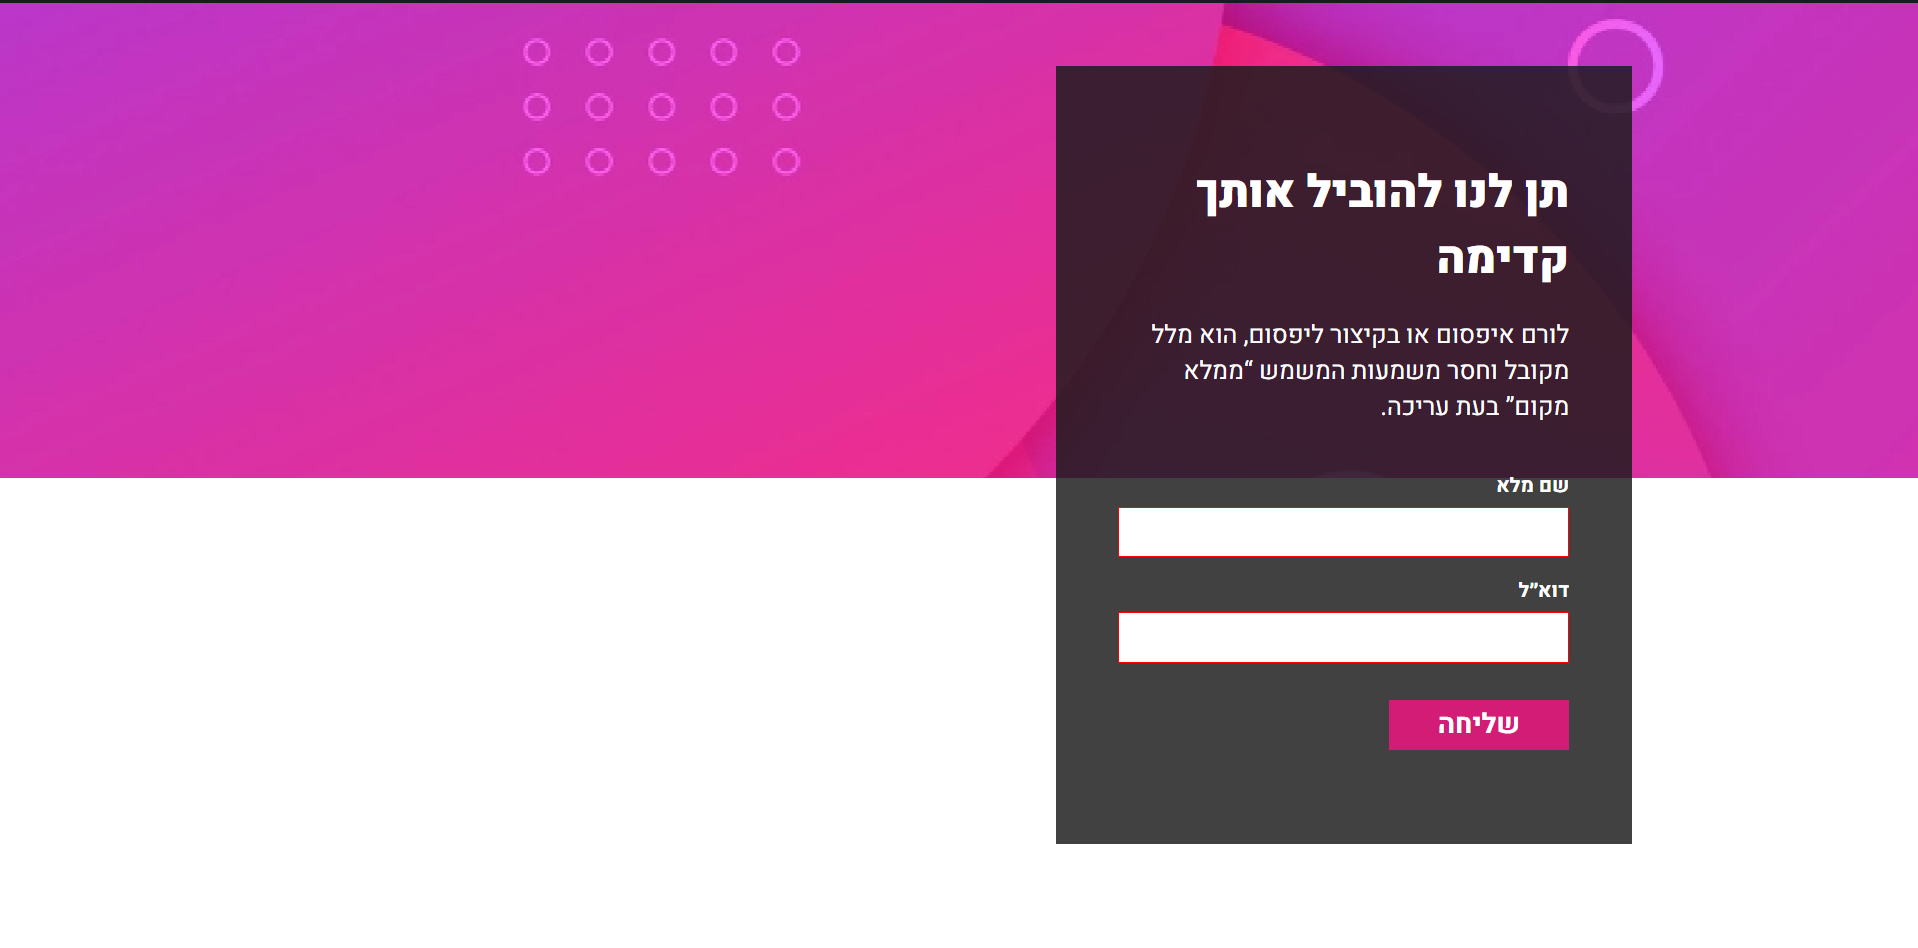 תן לנו להוביל אותך
קדימה
לורם איפסום או בקיצור ליפסום, הוא מלל
מקובל וחסר משמעות המשמש “ממלא
מקום” בעת עריכה.
שם מלא
דוא״ל
שליחה